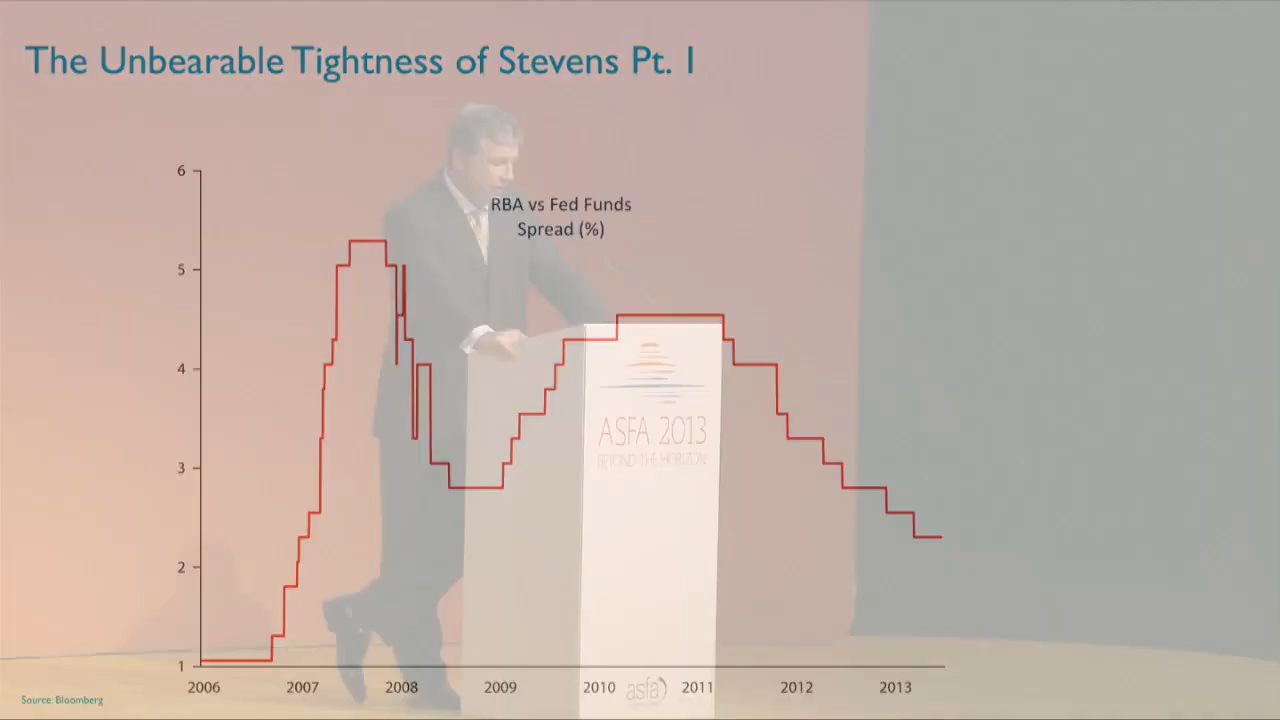 The Unbearable Tightness of Stevens Pt. 1
RBA vs Fed Funds
Spread (%)
6
5
4
3
2
1
2006 2007 2008 2009 2010 2011 2012 2013
ASFA 2013
BEYOND THE HORIZON
asfa
Source: Bloomberg